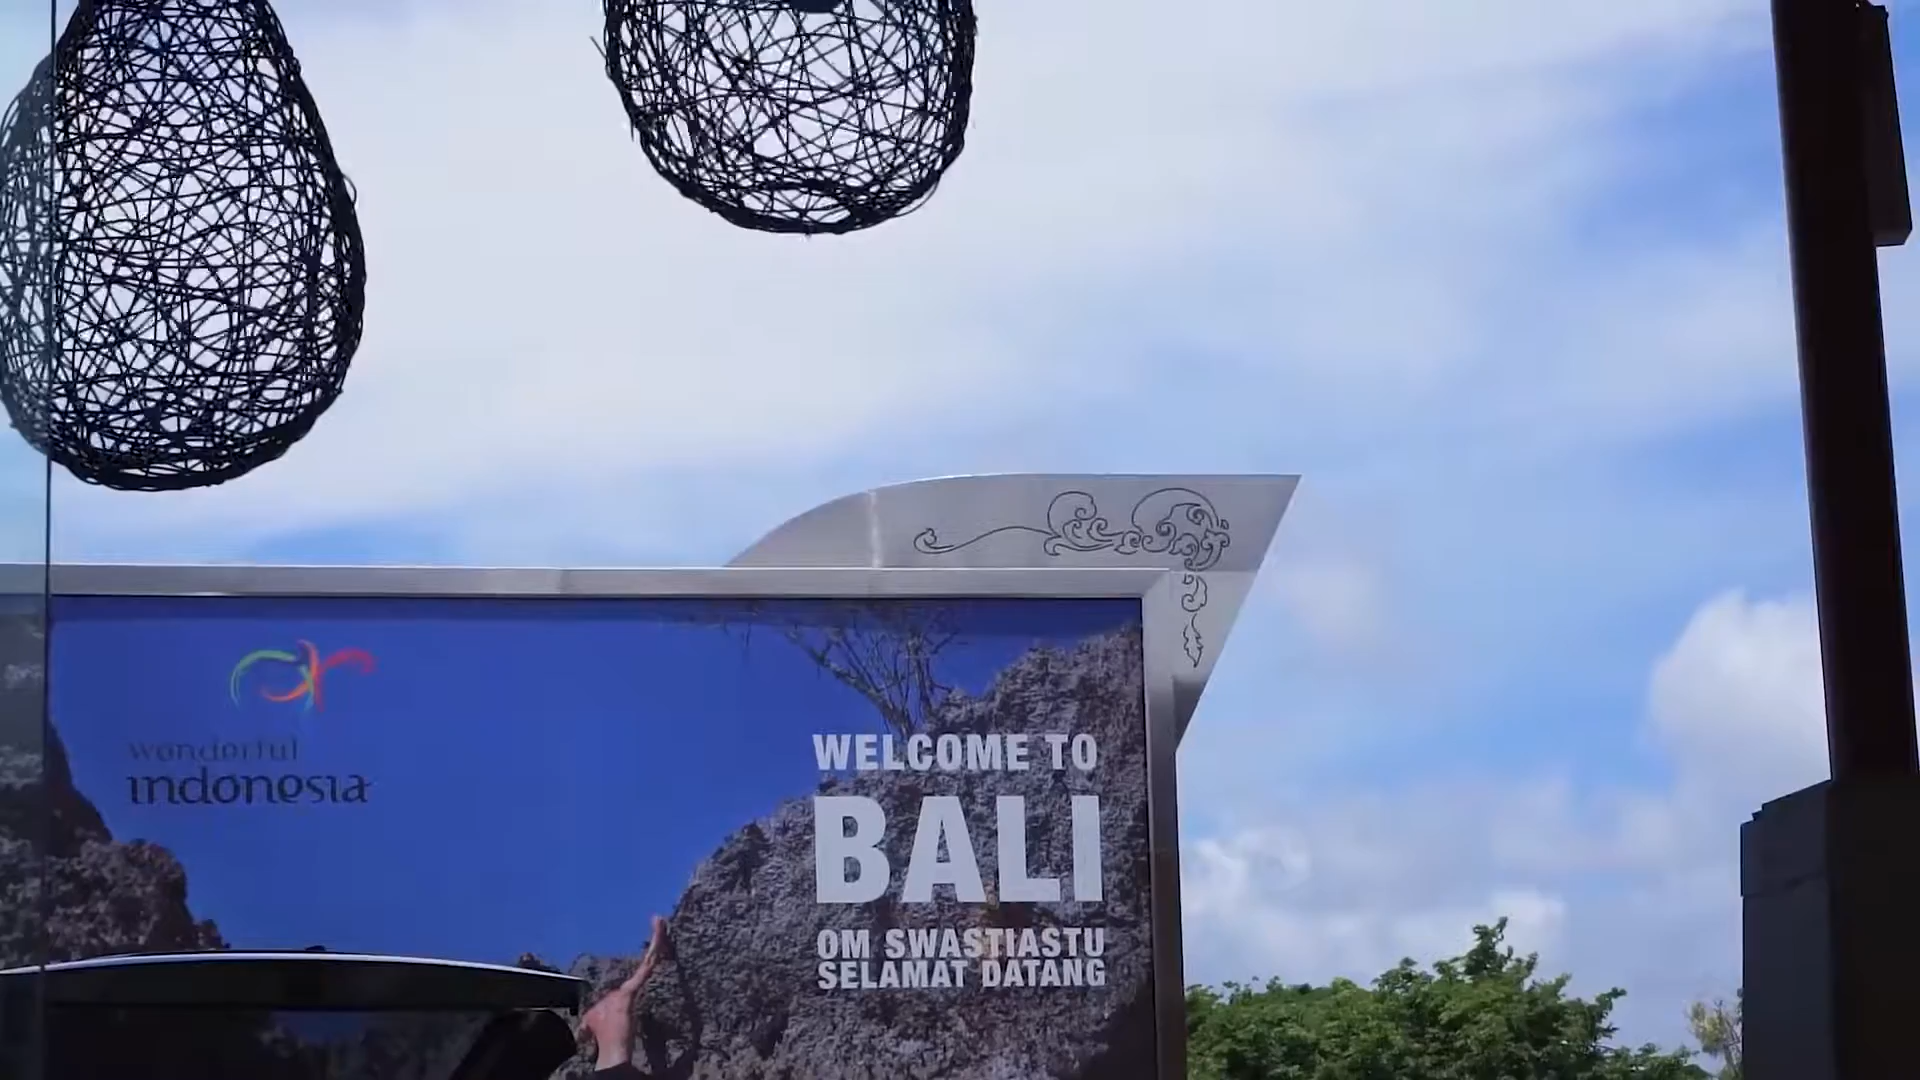 wonderful
indonesia
WELCOME TO
BALI
OM SWASTIASTU
SELAMAT DATANG